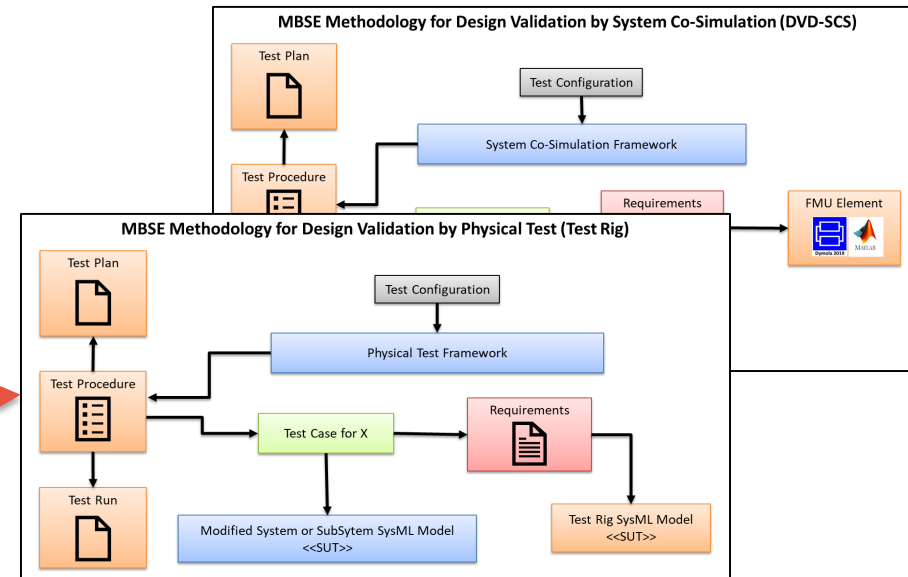 MBSE Methodology for Design Validation by System Co-Simulation (DVD-SCS)
Test Plan
Test Configuration
System Co-Simulation Framework
Test Procedure
Requirements
FMU Element
Dymola 2019
MATLAB
MBSE Methodology for Design Validation by Physical Test (Test Rig)
Test Plan
Test Configuration
Physical Test Framework
Test Procedure
Test Case for X
Requirements
Test Run
Modified System or SubSytem SysML Model
<<SUT>>
Test Rig SysML Model
<<SUT>>